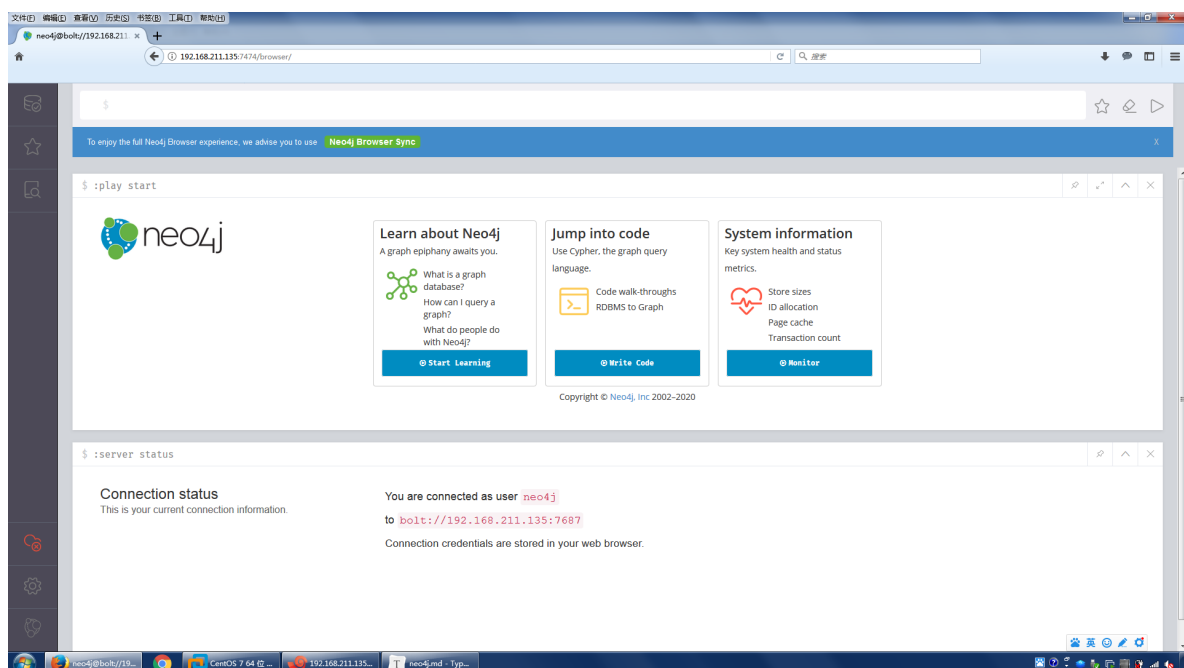 文件(F) 编辑(E) 查看(V) 历史(S) 书签(B) 工具(T) 帮助(H)
neo4j@bolt://192.168.211. × +
192.168.211.135:7474/browser/
搜索
$
To enjoy the full Neo4j Browser experience, we advise you to use Neo4j Browser Sync X
$ :play start
neo4j
Learn about Neo4j
A graph epiphany awaits you.
What is a graph
database?
How can I query a
graph?
What do people do
with Neo4j?
Start Learning
Jump into code
Use Cypher, the graph query
language.
Code walk-throughs
RDBMS to Graph
Write Code
System information
Key system health and status
metrics.
Store sizes
ID allocation
Page cache
Transaction count
Monitor
Copyright © Neo4j, Inc 2002–2020
$ :server status
Connection status
This is your current connection information.
You are connected as user neo4j
to bolt://192.168.211.135:7687
Connection credentials are stored in your web browser.
英
neo4j@bolt://19... CentOS 7 64 位 ... 192.168.211.135... T neo4j.md - Typ...